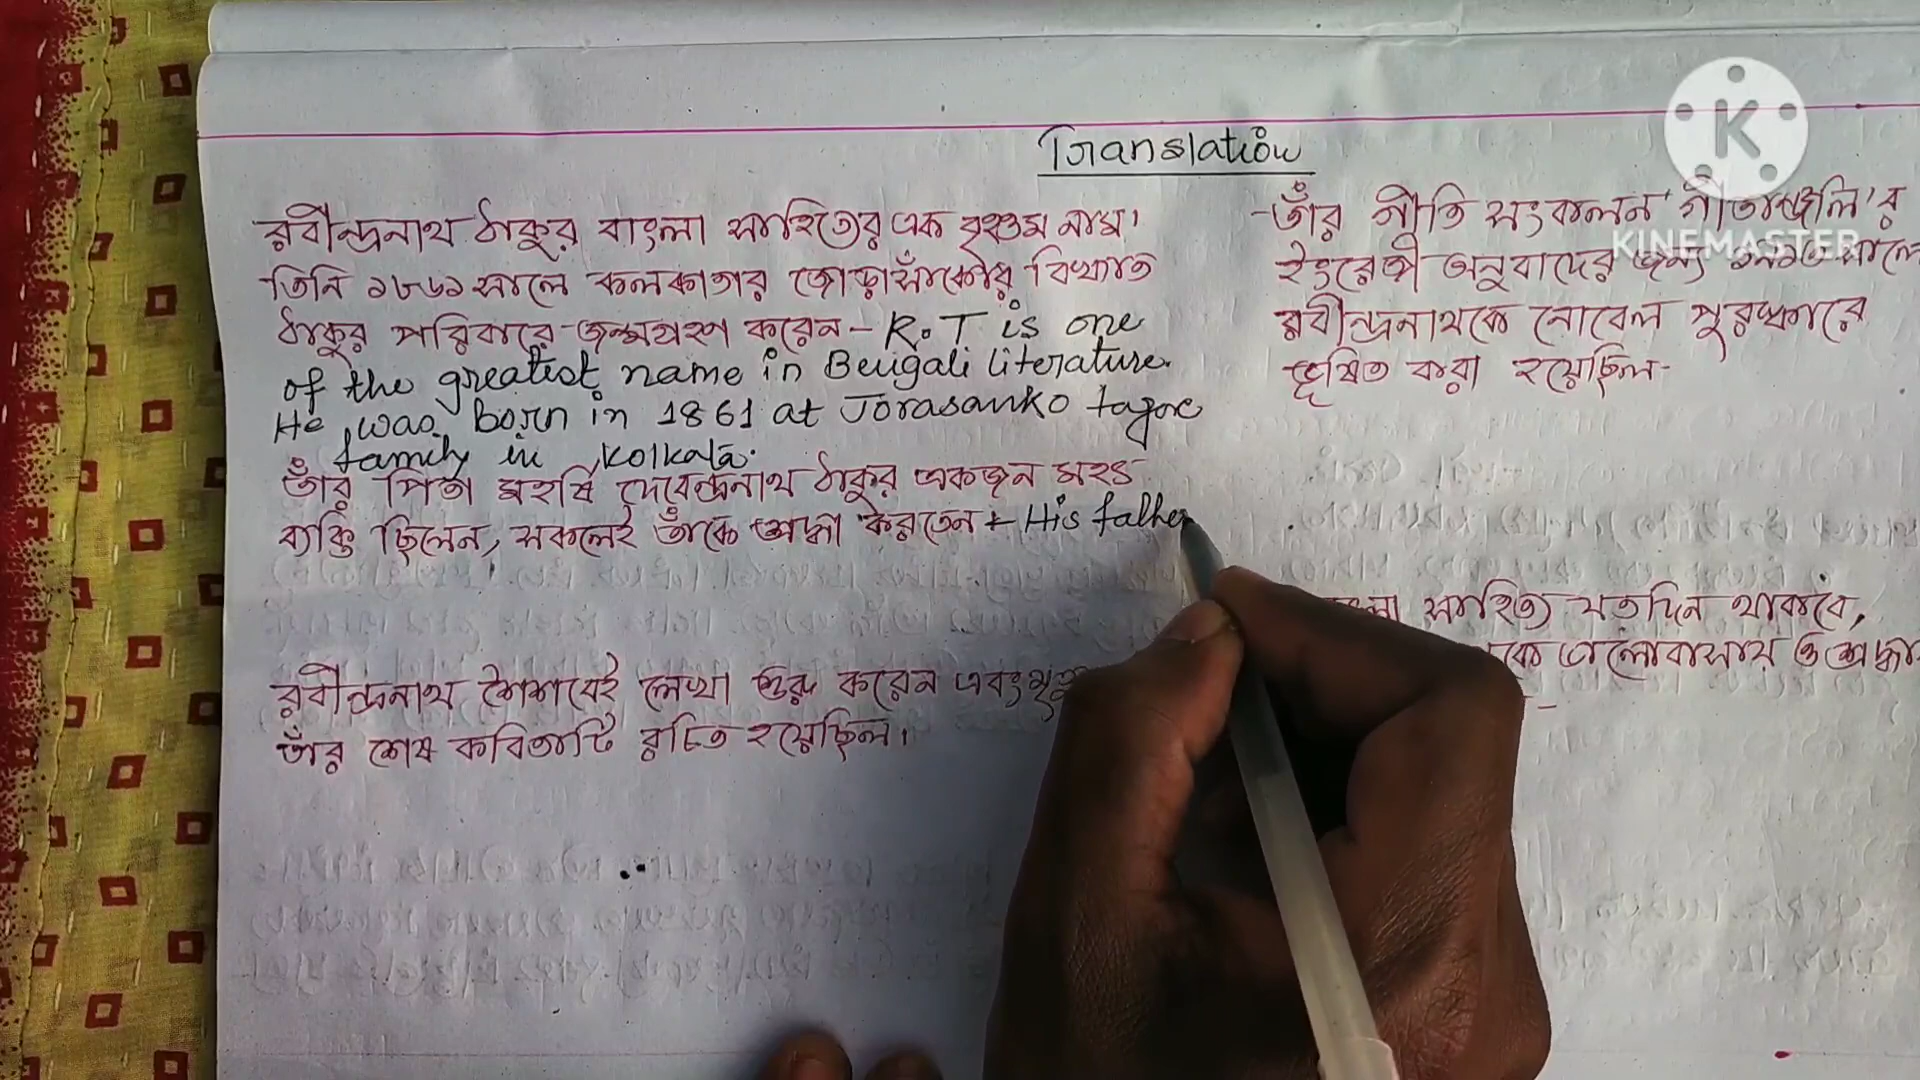 Translation
রবীন্দ্রনাথ ঠাকুর বাংলা সাহিত্যের এক বৃহত্তম নাম।
তিনি ১৮৬১ সালে কলকাতার জোড়াসাঁকোর বিখ্যাত
ঠাকুর পরিবারে জন্মগ্রহণ করেন - R.T is one
of the greatest name in Bengali literature.
He was born in 1861 at Jorasanko tagore
family in Kolkata.
তাঁর পিতা মহর্ষি দেবেন্দ্রনাথ ঠাকুর একজন মহৎ
ব্যক্তি ছিলেন, সকলেই তাঁকে শ্রদ্ধা করতেন - His father
রবীন্দ্রনাথ শৈশবেই লেখা শুরু করেন এবং
তাঁর শেষ কবিতাটি রচিত হয়েছিল।
তাঁর গীতি সংকলন 'গীতাঞ্জলি'র
ইংরেজী অনুবাদের জন্য ১৯১৩ সালে
রবীন্দ্রনাথকে নোবেল পুরস্কারে
ভূষিত করা হয়েছিল-
সাহিত্য যতদিন থাকবে,
ভালোবাসায় ও শ্রদ্ধা
KINEMASTER